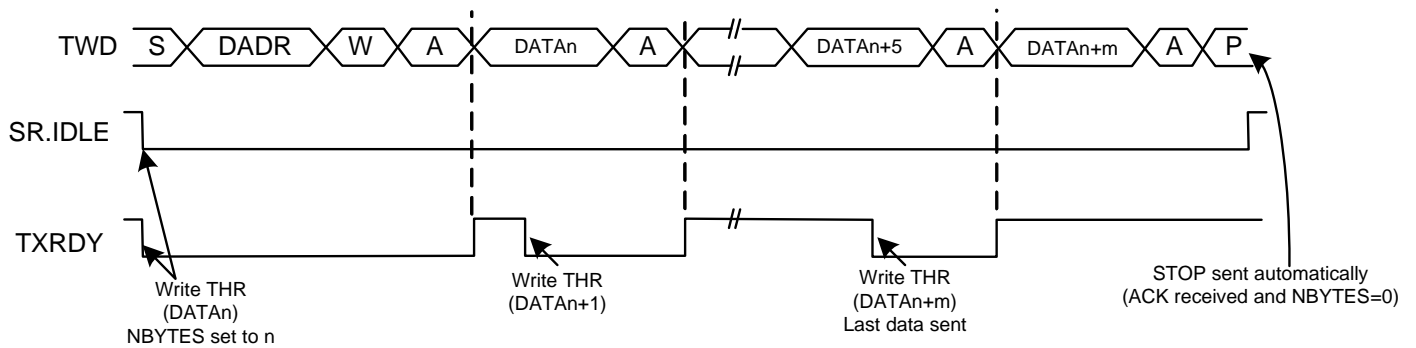 TWD S DADR W A DATAn A DATAn+5 A DATAn+m A P
SR.IDLE
TXRDY
Write THR
(DATAn)
NBYTES set to n
Write THR
(DATAn+1)
Write THR
(DATAn+m)
Last data sent
STOP sent automatically
(ACK received and NBYTES=0)